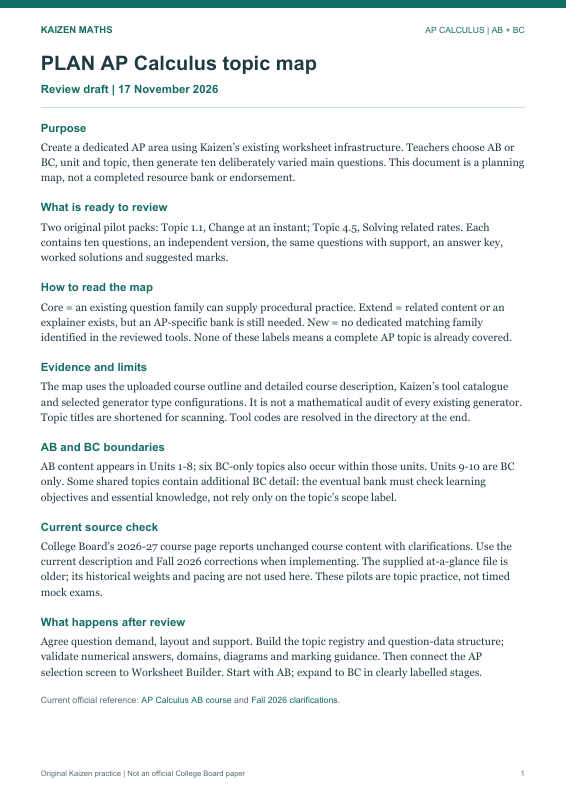 KAIZEN MATHS
AP CALCULUS | AB + BC
PLAN AP Calculus topic map
Review draft | 17 November 2026
Purpose
Create a dedicated AP area using Kaizen's existing worksheet infrastructure. Teachers choose AB or
BC, unit and topic, then generate ten deliberately varied main questions. This document is a planning
map, not a completed resource bank or endorsement.
What is ready to review
Two original pilot packs: Topic 1.1, Change at an instant; Topic 4.5, Solving related rates. Each
contains ten questions, an independent version, the same questions with support, an answer key,
worked solutions and suggested marks.
How to read the map
Core = an existing question family can supply procedural practice. Extend = related content or an
explainer exists, but an AP-specific bank is still needed. New = no dedicated matching family
identified in the reviewed tools. None of these labels means a complete AP topic is already covered.
Evidence and limits
The map uses the uploaded course outline and detailed course description, Kaizen's tool catalogue
and selected generator type configurations. It is not a mathematical audit of every existing generator.
Topic titles are shortened for scanning. Tool codes are resolved in the directory at the end.
AB and BC boundaries
AB content appears in Units 1-8; six BC-only topics also occur within those units. Units 9-10 are BC
only. Some shared topics contain additional BC detail: the eventual bank must check learning
objectives and essential knowledge, not rely only on the topic's scope label.
Current source check
College Board's 2026-27 course page reports unchanged course content with clarifications. Use the
current description and Fall 2026 corrections when implementing. The supplied at-a-glance file is
older; its historical weights and pacing are not used here. These pilots are topic practice, not timed
mock exams.
What happens after review
Agree question demand, layout and support. Build the topic registry and question-data structure;
validate numerical answers, domains, diagrams and marking guidance. Then connect the AP
selection screen to Worksheet Builder. Start with AB; expand to BC in clearly labelled stages.
Current official reference: AP Calculus AB course and Fall 2026 clarifications.
Original Kaizen practice | Not an official College Board paper
1